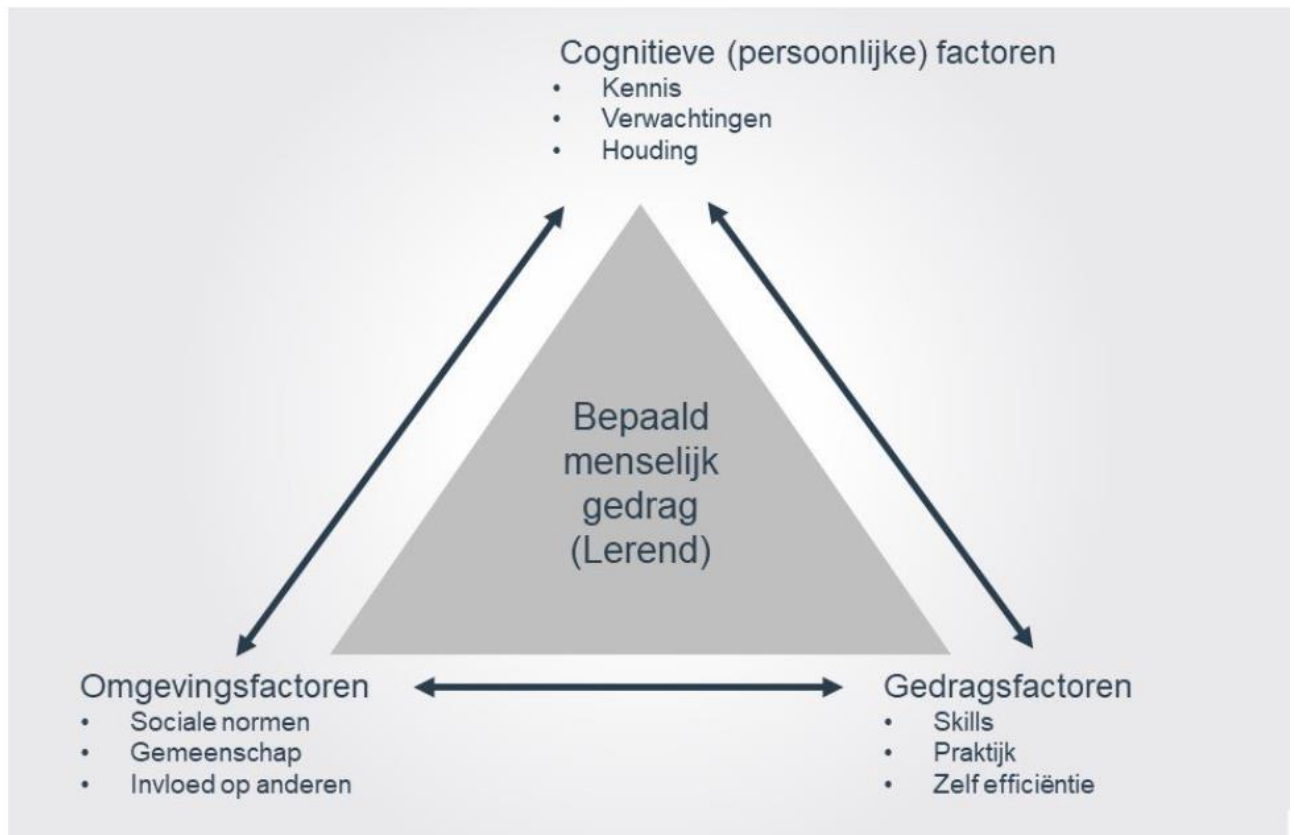 Cognitieve (persoonlijke) factoren
• Kennis
• Verwachtingen
• Houding
Bepaald
menselijk
gedrag
(Lerend)
Omgevingsfactoren
• Sociale normen
• Gemeenschap
• Invloed op anderen
Gedragsfactoren
• Skills
• Praktijk
• Zelf efficiëntie